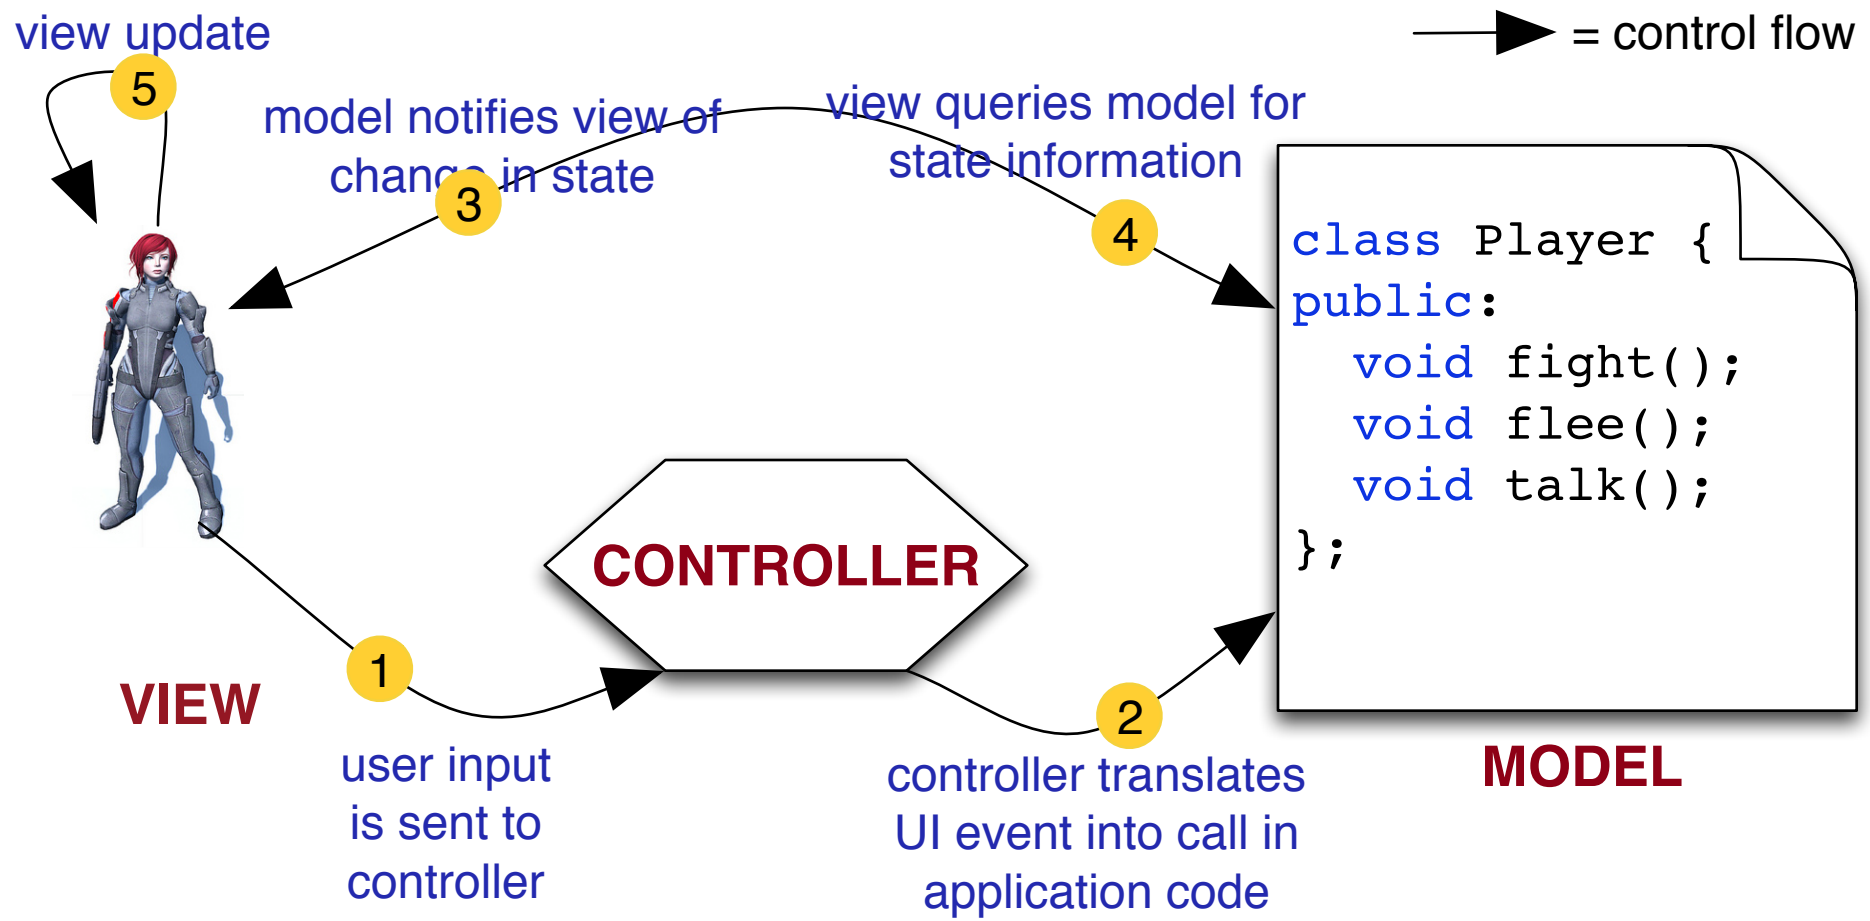 view update
5
= control flow
model notifies view of
change in state
3
view queries model for
state information
4
class Player {
public:
void fight();
void flee();
void talk();
};
CONTROLLER
1
VIEW
2
user input
is sent to
controller
controller translates
UI event into call in
application code
MODEL